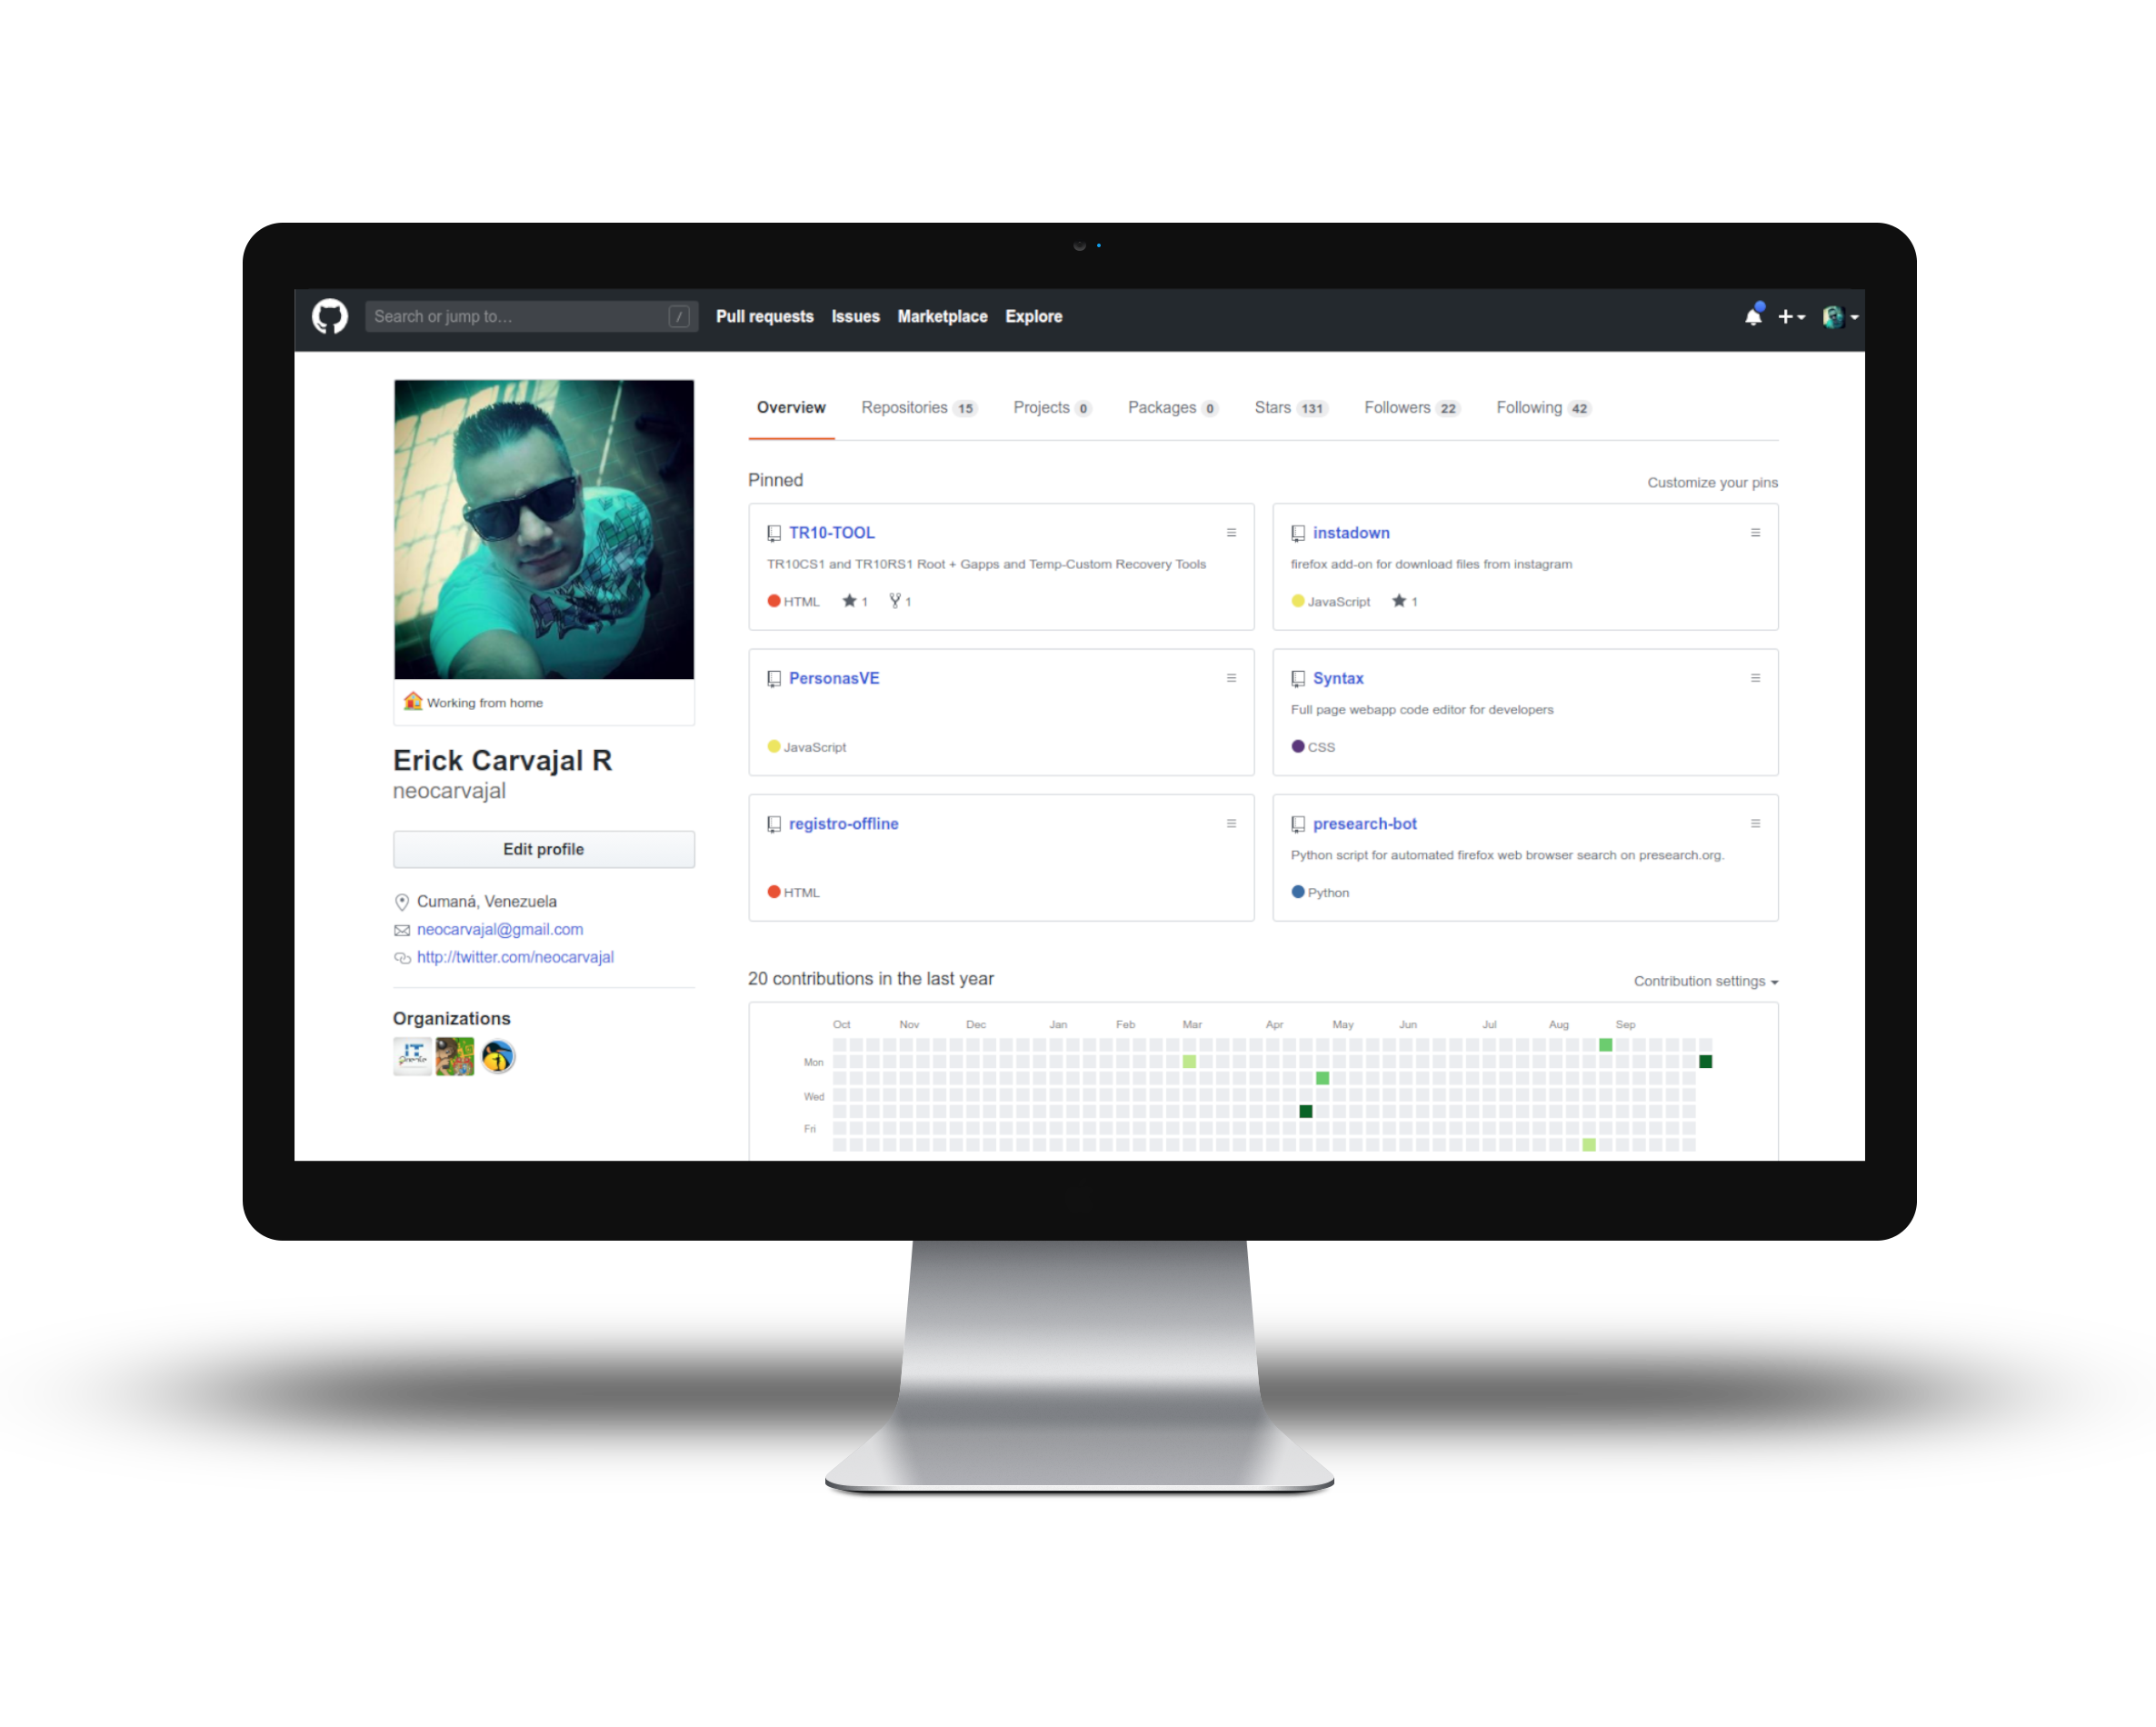 Search or jump to...
/
Pull requests Issues Marketplace Explore
Working from home
Erick Carvajal R
neocarvajal
Edit profile
Cumaná, Venezuela
neocarvajal@gmail.com
http://twitter.com/neocarvajal
Organizations
IT
Overview Repositories 15 Projects 0 Packages 0 Stars 131 Followers 22 Following 42
Pinned
Customize your pins
TR10-TOOL
TR10CS1 and TR10RS1 Root + Gapps and Temp-Custom Recovery Tools
HTML 1 1
instadown
firefox add-on for download files from instagram
JavaScript 1
PersonasVE
JavaScript
Syntax
Full page webapp code editor for developers
CSS
registro-offline
HTML
presearch-bot
Python script for automated firefox web browser search on presearch.org.
Python
20 contributions in the last year
Contribution settings
Oct Nov Dec Jan Feb Mar Apr May Jun Jul Aug Sep
Mon
Wed
Fri